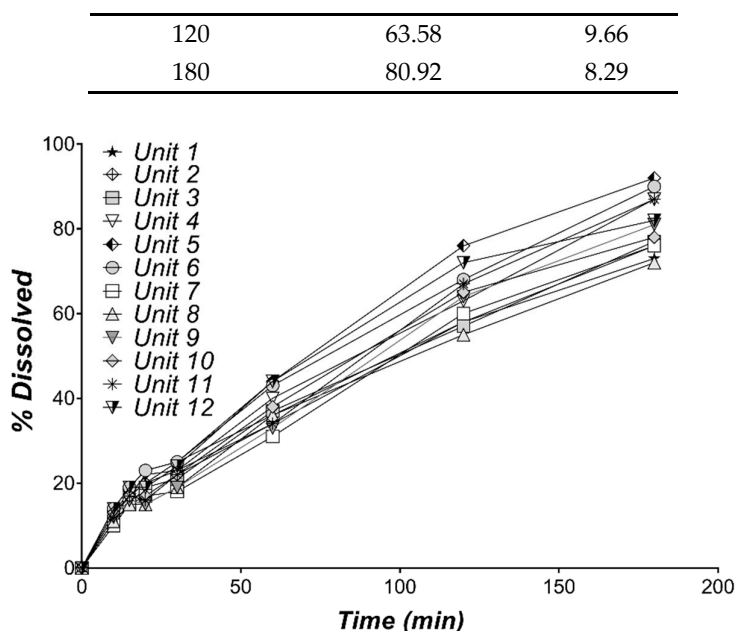 120 63.58 9.66
180 80.92 8.29
100
80
60
40
20
0
Unit 1
Unit 2
Unit 3
Unit 4
Unit 5
Unit 6
Unit 7
Unit 8
Unit 9
Unit 10
Unit 11
Unit 12
% Dissolved
0 50 100 150 200
Time (min)